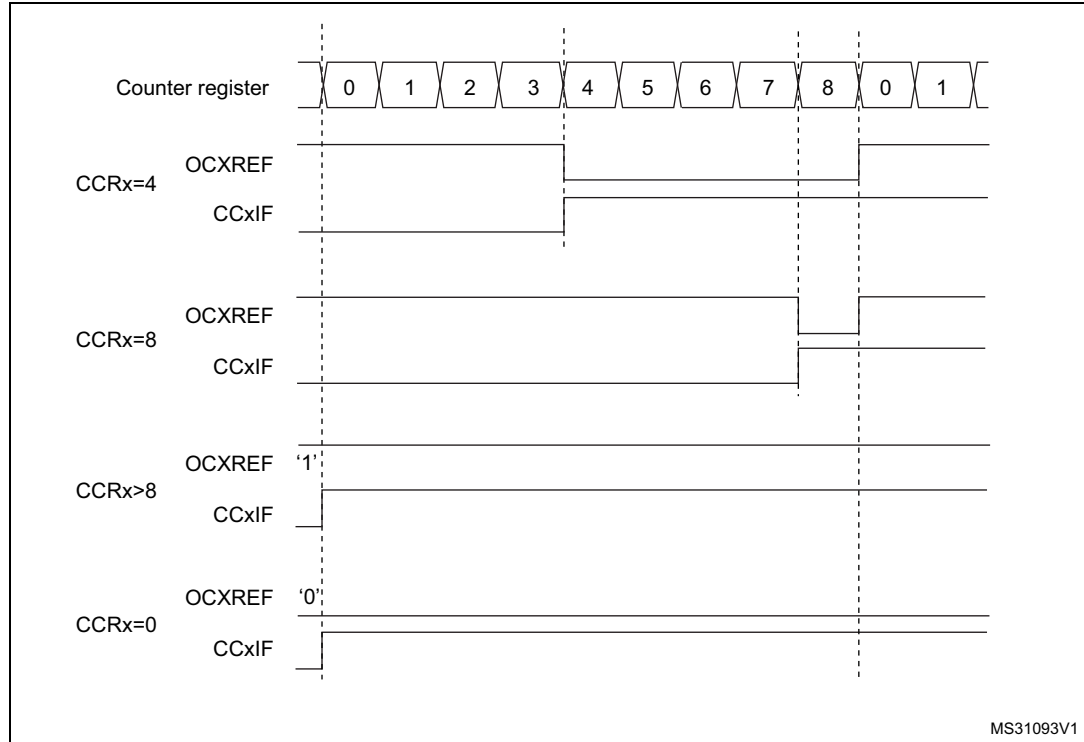 Counter register 0 1 2 3 4 5 6 7 8 0 1
OCXREF
CCRx=4
CCxIF
OCXREF
CCRx=8
CCxIF
OCXREF ‘1’
CCRx>8
CCxIF
OCXREF ‘0’
CCRx=0
CCxIF
MS31093V1